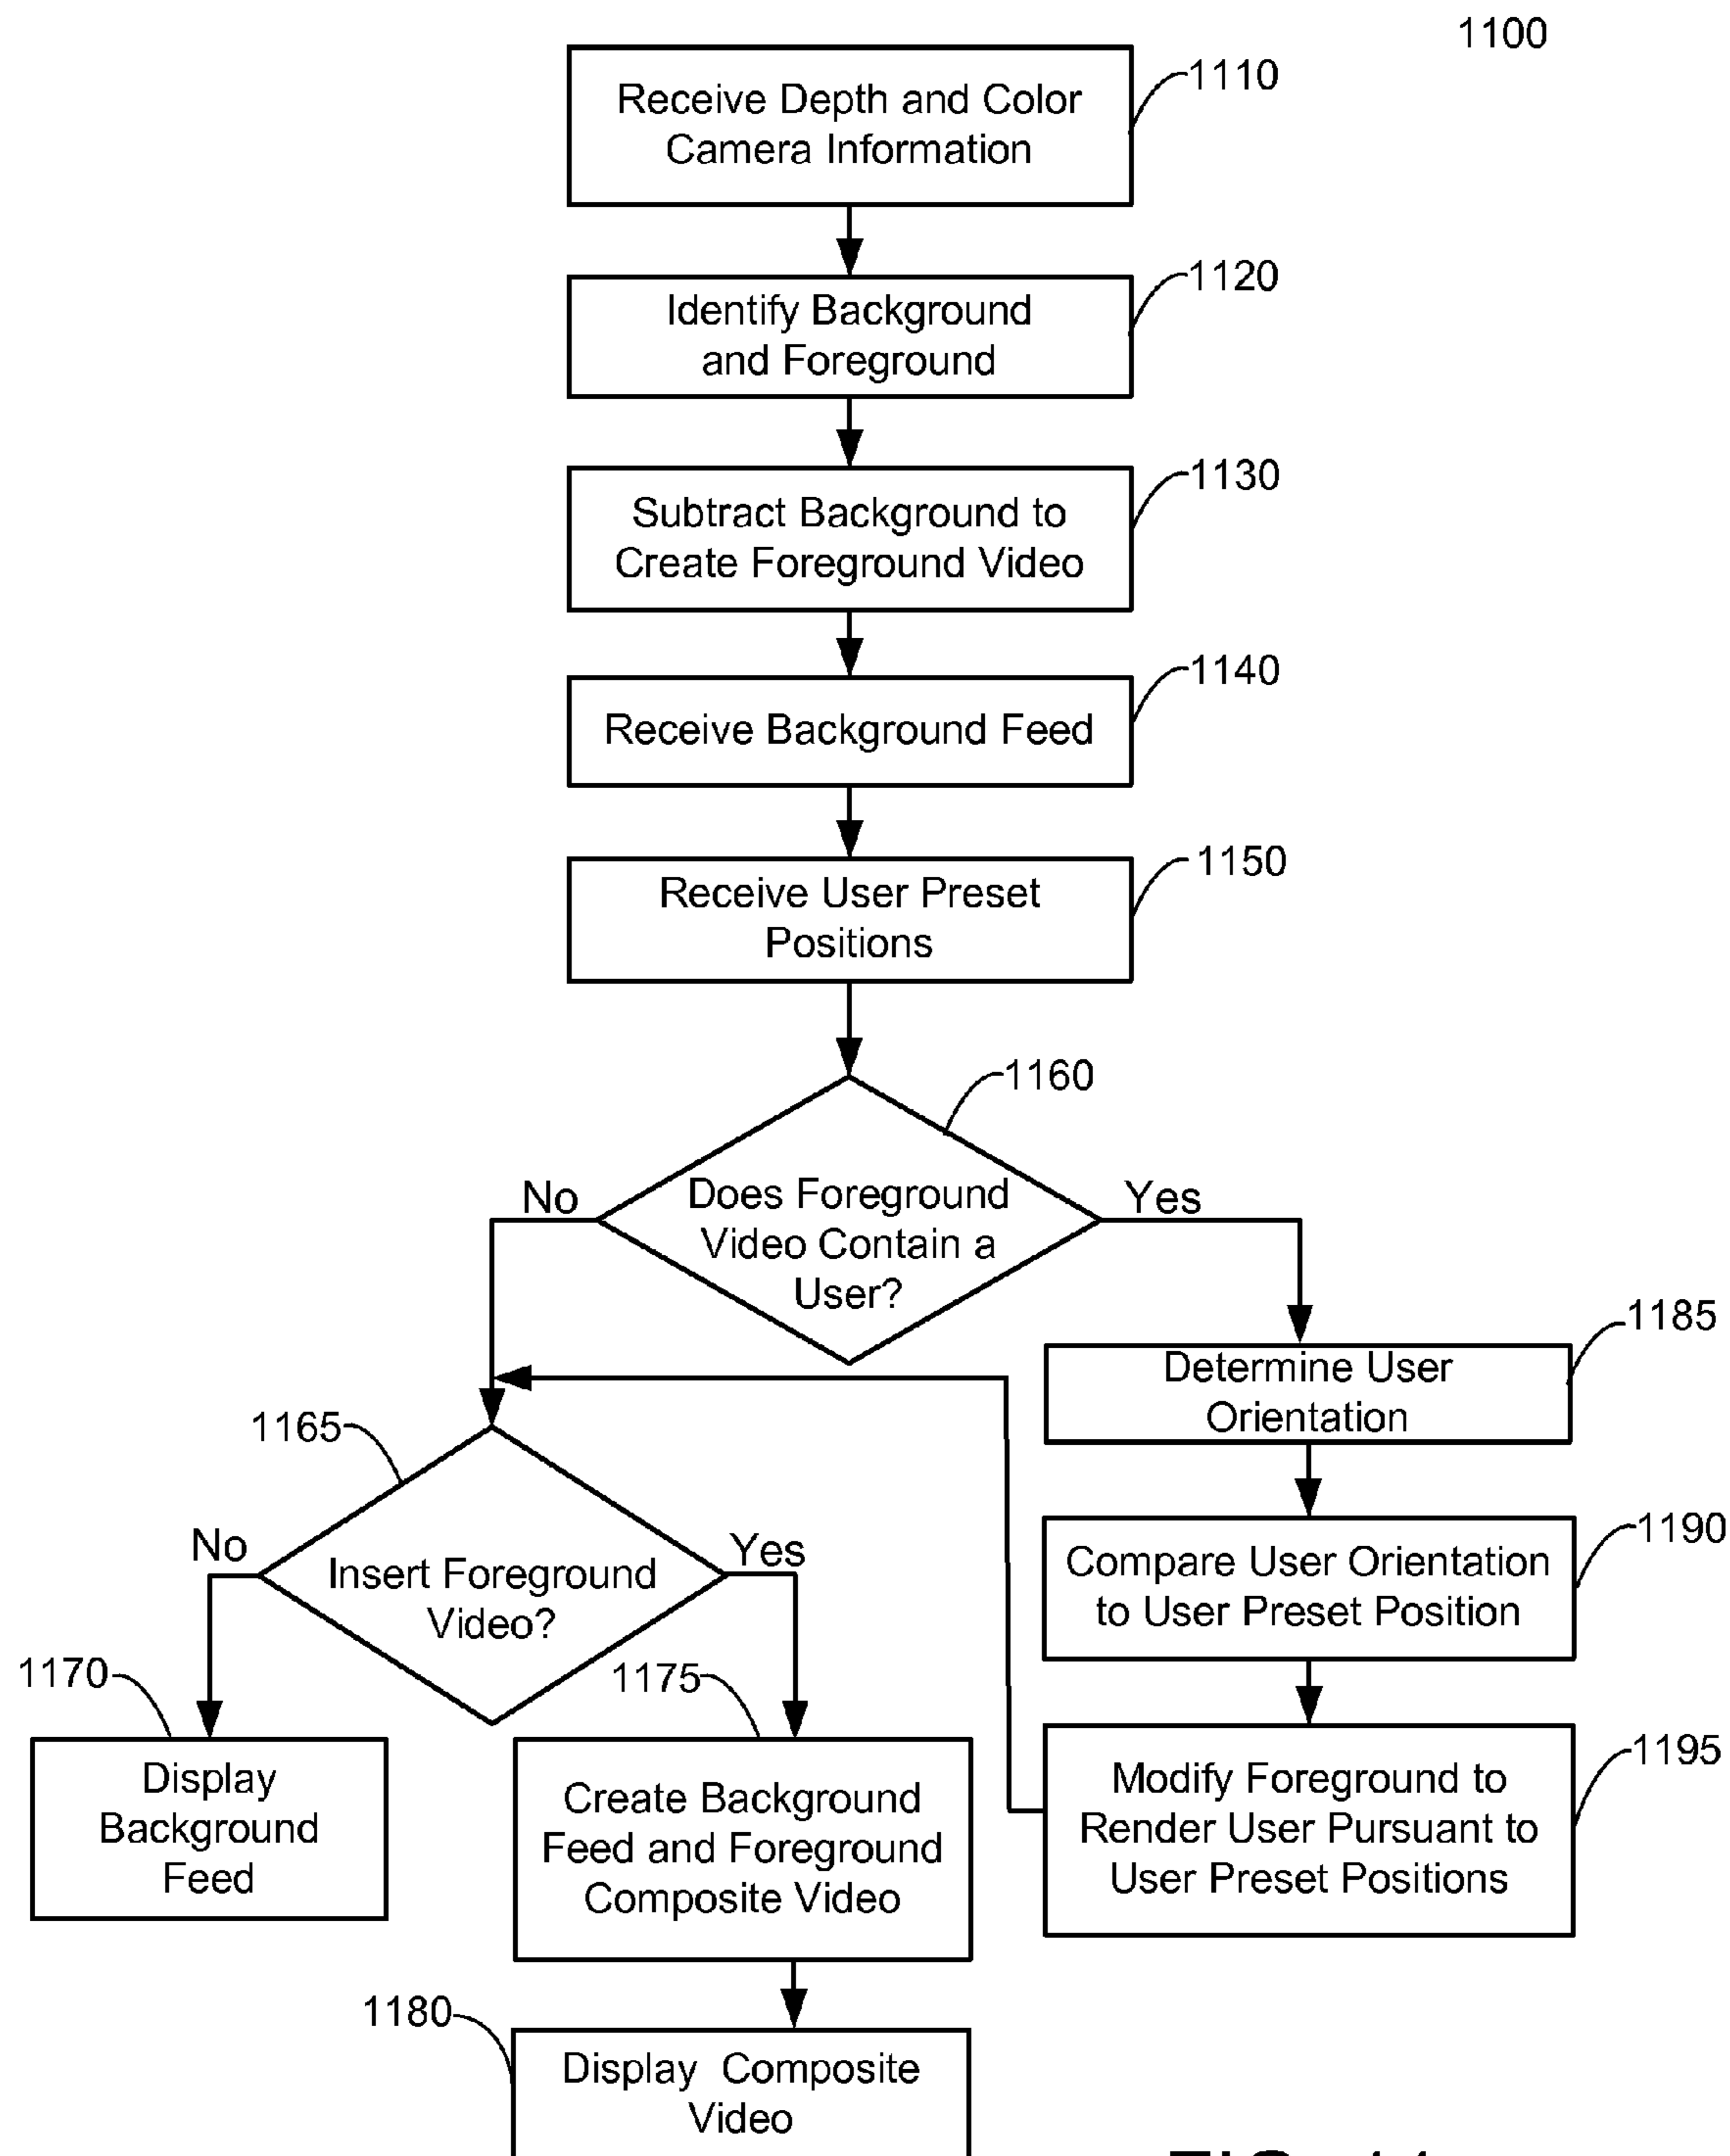 1100
Receive Depth and Color
Camera Information
1110
Identify Background
and Foreground
1120
Subtract Background to
Create Foreground Video
1130
Receive Background Feed
1140
Receive User Preset
Positions
1150
1160
Does Foreground
Video Contain a
User?
No
Yes
1185
Determine User
Orientation
1165
Insert Foreground
Video?
No
Yes
1190
Compare User Orientation
to User Preset Position
1170
Display
Background
Feed
1175
Create Background
Feed and Foreground
Composite Video
1195
Modify Foreground to
Render User Pursuant to
User Preset Positions
1180
Display Composite
Video